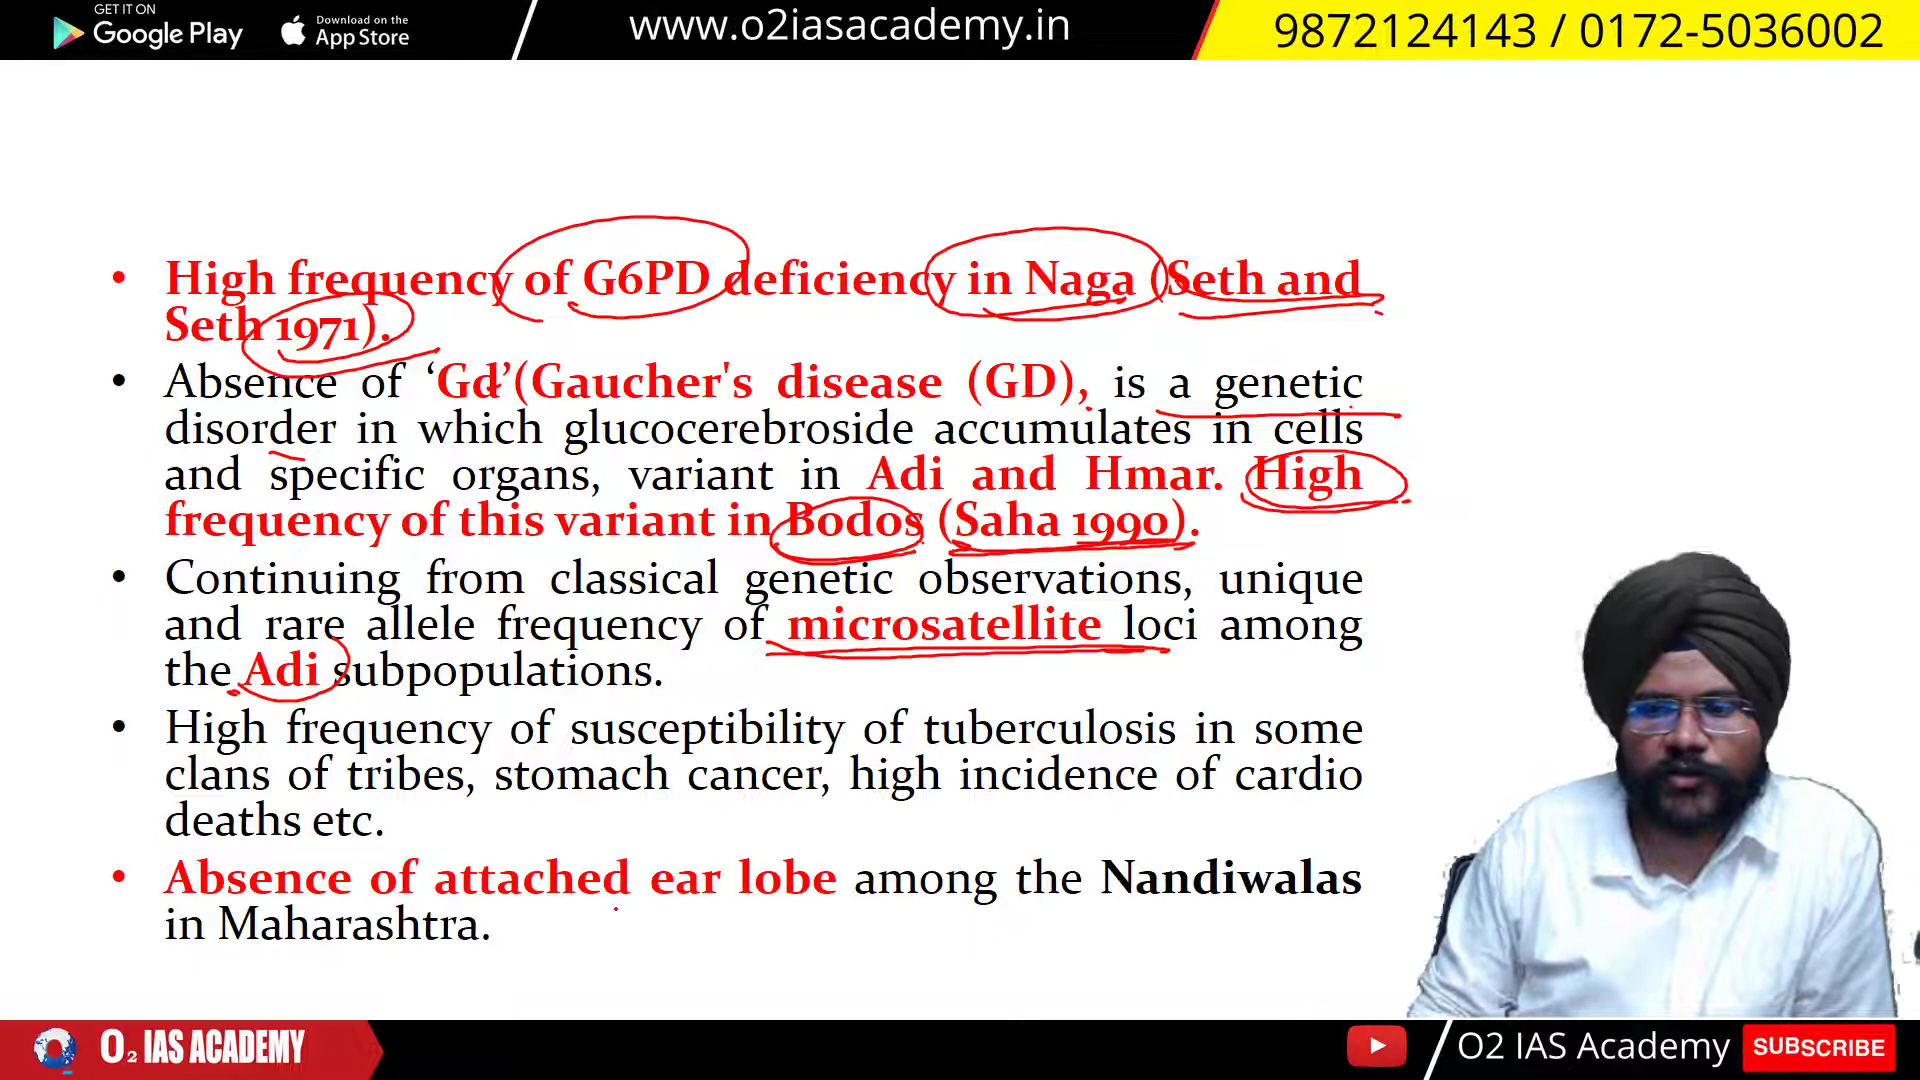 GET IT ON
Google Play
Download on the
App Store
www.o2iasacademy.in
9872124143 / 0172-5036002
• High frequency of G6PD deficiency in Naga (Seth and
Seth 1971).
• Absence of ‘Gd’(Gaucher's disease (GD), is a genetic
disorder in which glucocerebroside accumulates in cells
and specific organs, variant in Adi and Hmar. High
frequency of this variant in Bodos (Saha 1990).
• Continuing from classical genetic observations, unique
and rare allele frequency of microsatellite loci among
the Adi subpopulations.
• High frequency of susceptibility of tuberculosis in some
clans of tribes, stomach cancer, high incidence of cardio
deaths etc.
• Absence of attached ear lobe among the Nandiwalas
in Maharashtra.
O2 IAS ACADEMY
O2 IAS Academy
SUBSCRIBE